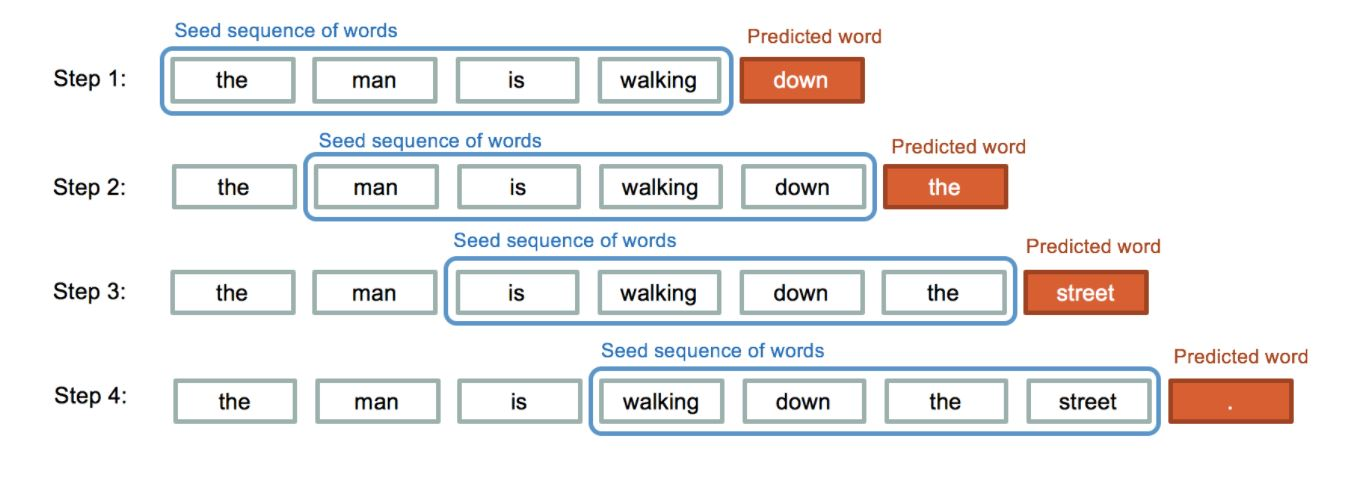 Seed sequence of words
Predicted word
Step 1: the man is walking down
Seed sequence of words
Predicted word
Step 2: the man is walking down the
Seed sequence of words
Predicted word
Step 3: the man is walking down the street
Seed sequence of words
Predicted word
Step 4: the man is walking down the street .